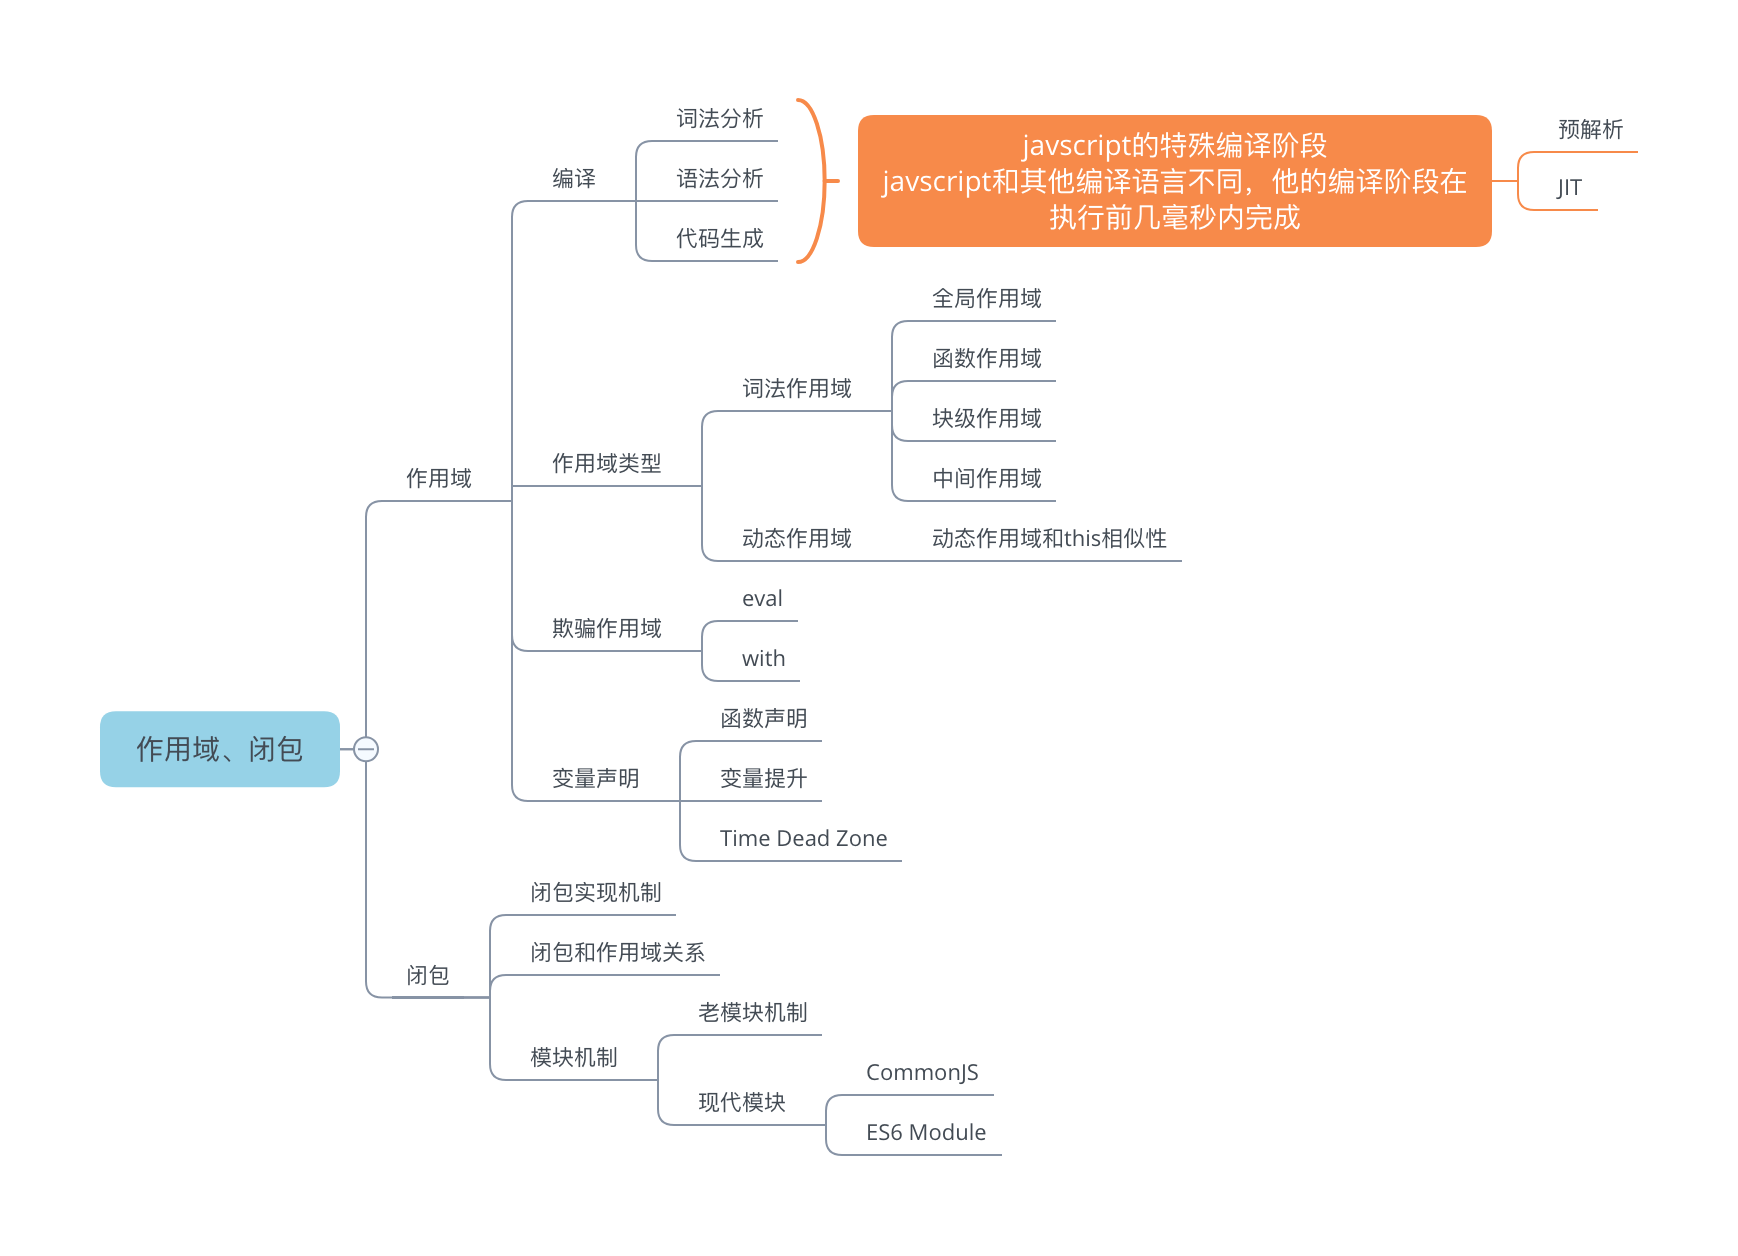 作用域、闭包
作用域
编译
词法分析
语法分析
代码生成
javscript的特殊编译阶段
javscript和其他编译语言不同，他的编译阶段在
执行前几毫秒内完成
预解析
JIT
作用域类型
词法作用域
全局作用域
函数作用域
块级作用域
中间作用域
动态作用域
动态作用域和this相似性
欺骗作用域
eval
with
变量声明
函数声明
变量提升
Time Dead Zone
闭包
闭包实现机制
闭包和作用域关系
模块机制
老模块机制
现代模块
CommonJS
ES6 Module